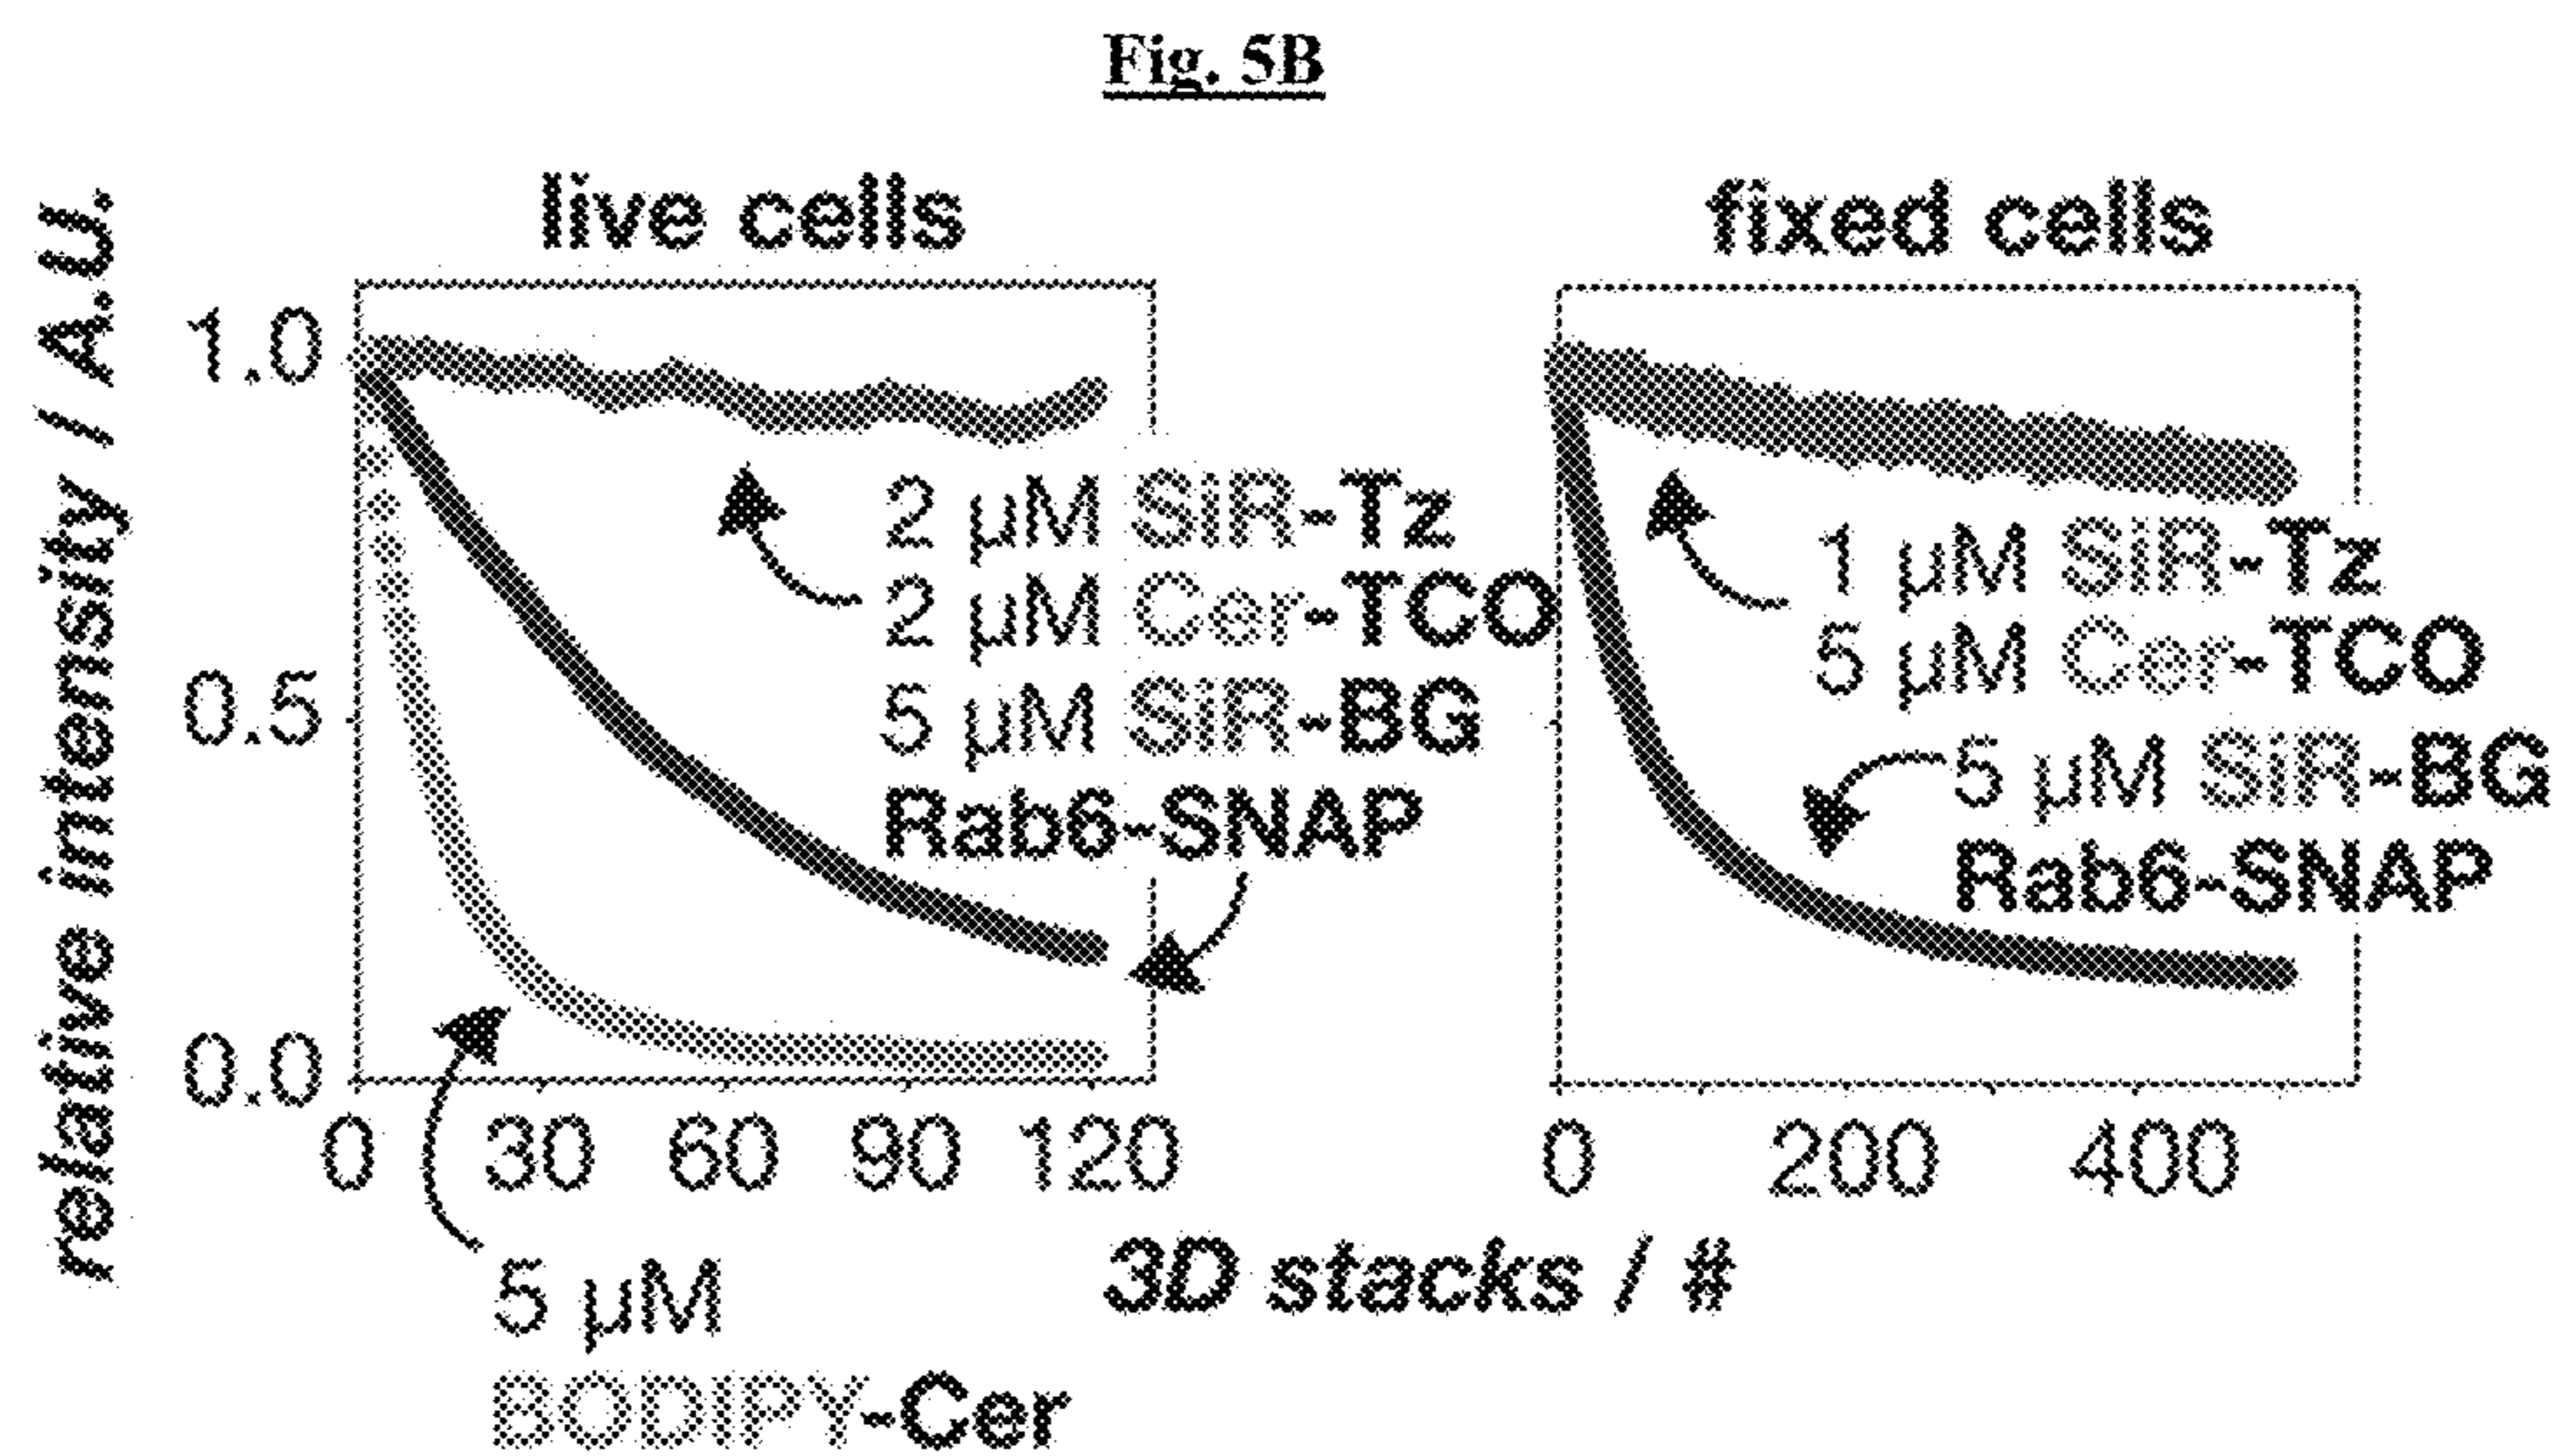 Fig. 5B
live cells
fixed cells
relative intensity / A.U.
1.0
0.5
0.0
2 µM SiR-Tz
2 µM Cer-TCO
5 µM SiR-BG
Rab6-SNAP
1 µM SiR-Tz
5 µM Cer-TCO
5 µM SiR-BG
Rab6-SNAP
0 30 60 90 120
0 200 400
3D stacks / #
5 µM
BODIPY-Cer